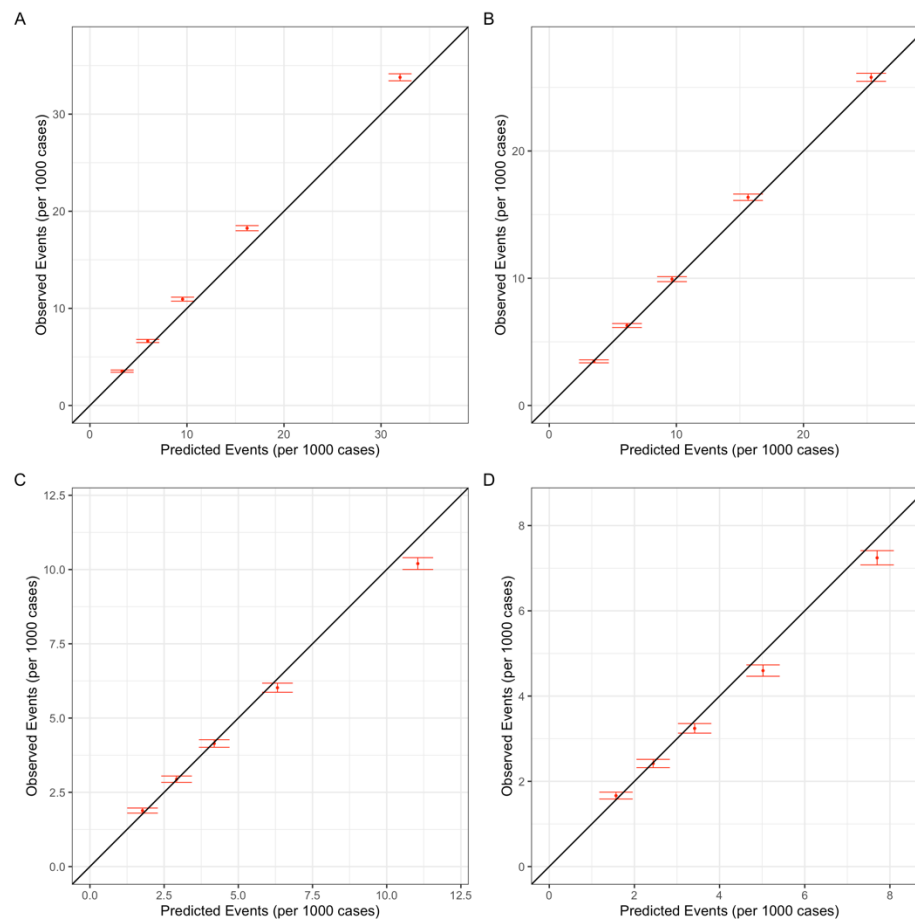 A
Observed Events (per 1000 cases)
30
20
10
0
0 10 20 30
Predicted Events (per 1000 cases)
B
Observed Events (per 1000 cases)
20
10
0
0 10 20
Predicted Events (per 1000 cases)
C
Observed Events (per 1000 cases)
12.5
10.0
7.5
5.0
2.5
0.0
0.0 2.5 5.0 7.5 10.0 12.5
Predicted Events (per 1000 cases)
D
Observed Events (per 1000 cases)
8
6
4
2
0
0 2 4 6 8
Predicted Events (per 1000 cases)